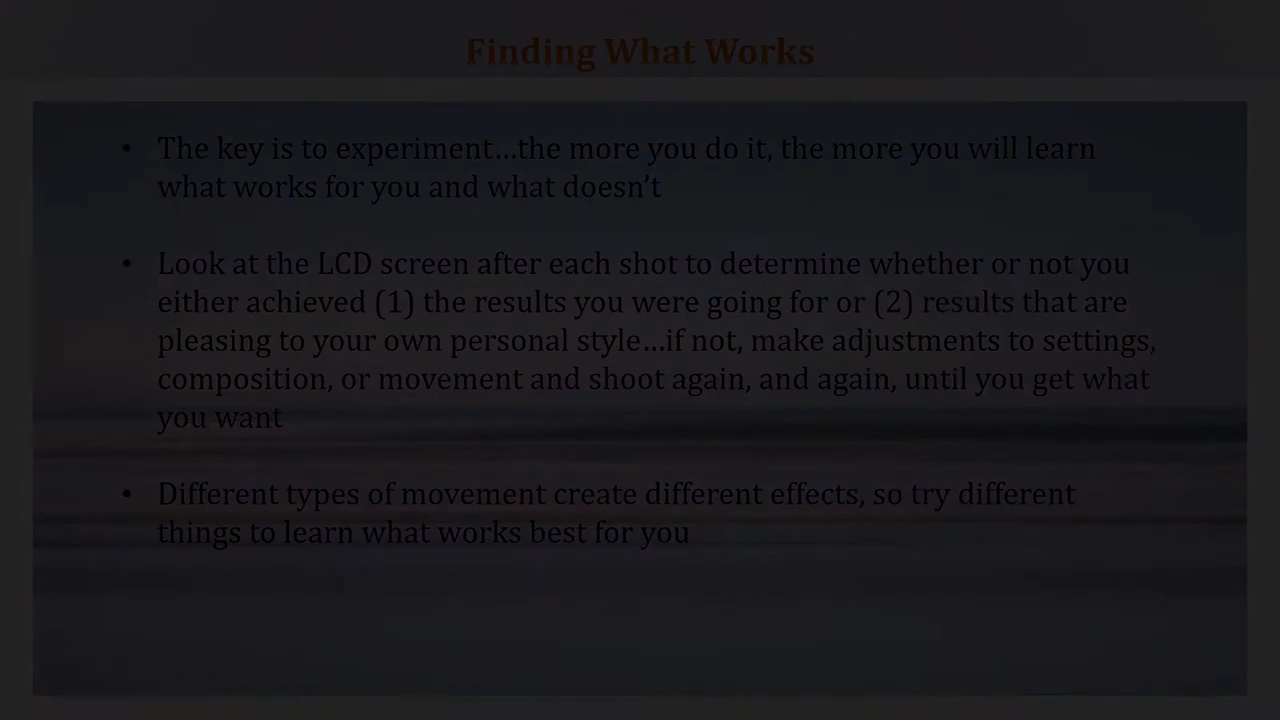 Finding What Works
• The key is to experiment…the more you do it, the more you will learn
what works for you and what doesn’t
• Look at the LCD screen after each shot to determine whether or not you
either achieved (1) the results you were going for or (2) results that are
pleasing to your own personal style…if not, make adjustments to settings,
composition, or movement and shoot again, and again, until you get what
you want
• Different types of movement create different effects, so try different
things to learn what works best for you